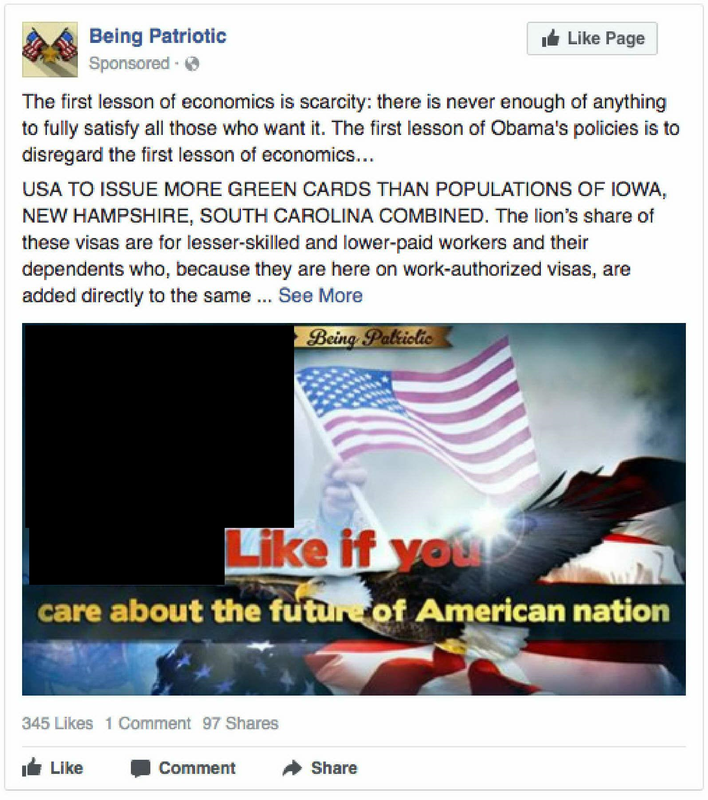 Being Patriotic
Like Page
Sponsored ·
The first lesson of economics is scarcity: there is never enough of anything
to fully satisfy all those who want it. The first lesson of Obama's policies is to
disregard the first lesson of economics…
USA TO ISSUE MORE GREEN CARDS THAN POPULATIONS OF IOWA,
NEW HAMPSHIRE, SOUTH CAROLINA COMBINED. The lion's share of
these visas are for lesser-skilled and lower-paid workers and their
dependents who, because they are here on work-authorized visas, are
added directly to the same ... See More
Being Patriotic
Like if you
care about the future of American nation
345 Likes 1 Comment 97 Shares
Like Comment Share